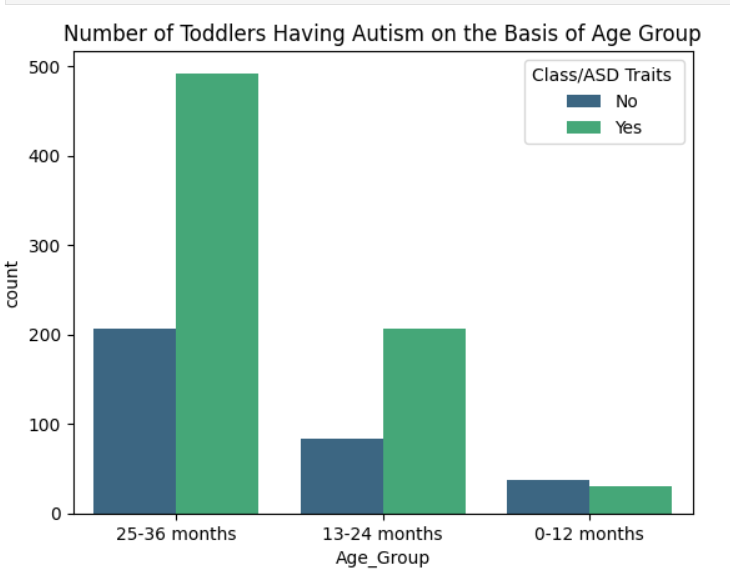 Number of Toddlers Having Autism on the Basis of Age Group
Class/ASD Traits
No
Yes
500
400
300
200
100
0
count
25-36 months
13-24 months
0-12 months
Age_Group